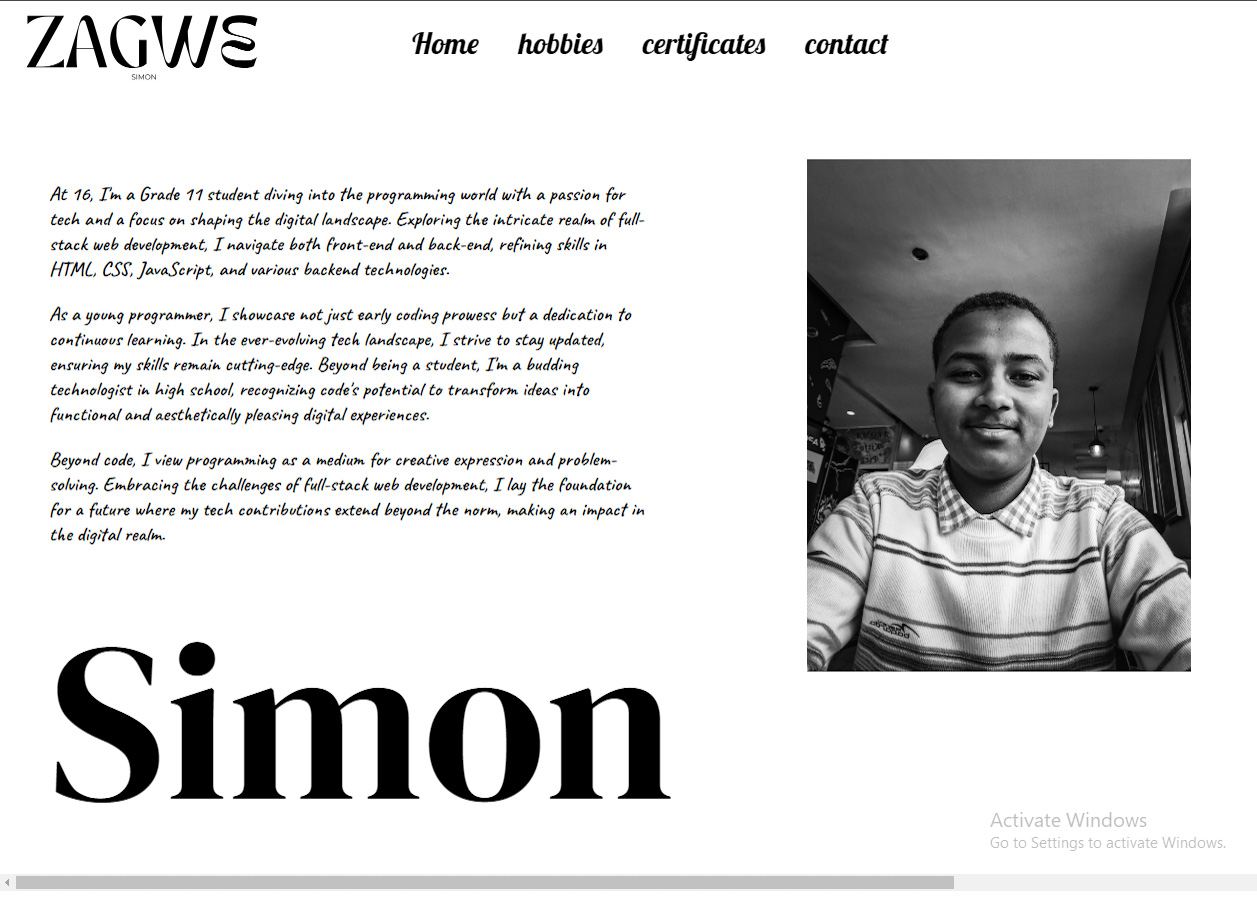 ZAGWE
SIMON
Home hobbies certificates contact
At 16, I'm a Grade 11 student diving into the programming world with a passion for
tech and a focus on shaping the digital landscape. Exploring the intricate realm of full-
stack web development, I navigate both front-end and back-end, refining skills in
HTML, CSS, JavaScript, and various backend technologies.
As a young programmer, I showcase not just early coding prowess but a dedication to
continuous learning. In the ever-evolving tech landscape, I strive to stay updated,
ensuring my skills remain cutting-edge. Beyond being a student, I'm a budding
technologist in high school, recognizing code's potential to transform ideas into
functional and aesthetically pleasing digital experiences.
Beyond code, I view programming as a medium for creative expression and problem-
solving. Embracing the challenges of full-stack web development, I lay the foundation
for a future where my tech contributions extend beyond the norm, making an impact in
the digital realm.
Simon
Activate Windows
Go to Settings to activate Windows.